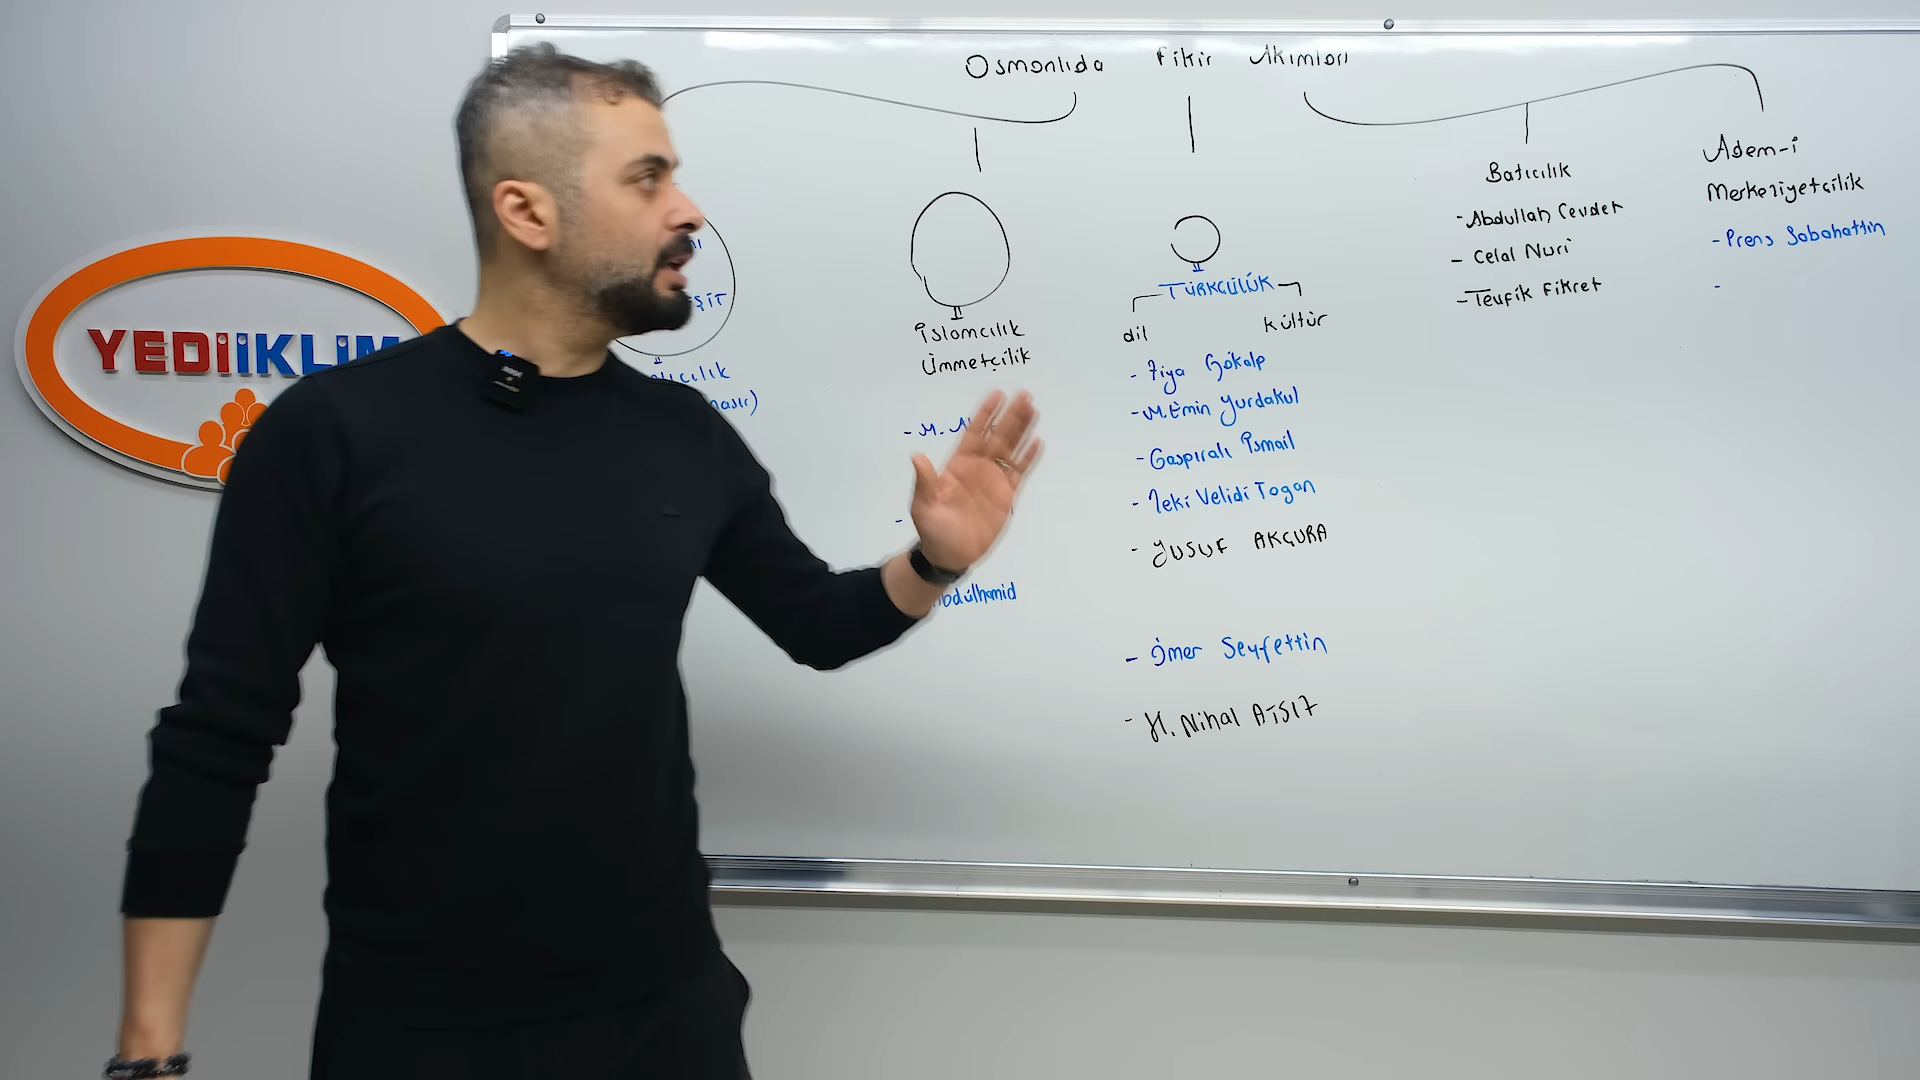 Osmanlıda Fikir Akımları
YEDİİKLİM
EŞİT
İslamcılık
Ümmetçilik
- M.
TÜRKÇÜLÜK
dil
kültür
- Ziya Gökalp
- M. Emin Yurdakul
- Gaspıralı İsmail
- Zeki Velidi Togan
- YUSUF AKÇURA
- Ömer Seyfettin
- H. Nihal ATSIZ
Batıcılık
- Abdullah Cevdet
- Celal Nuri
- Tevfik Fikret
Adem-i
Merkeziyetçilik
- Prens Sabahattin
-